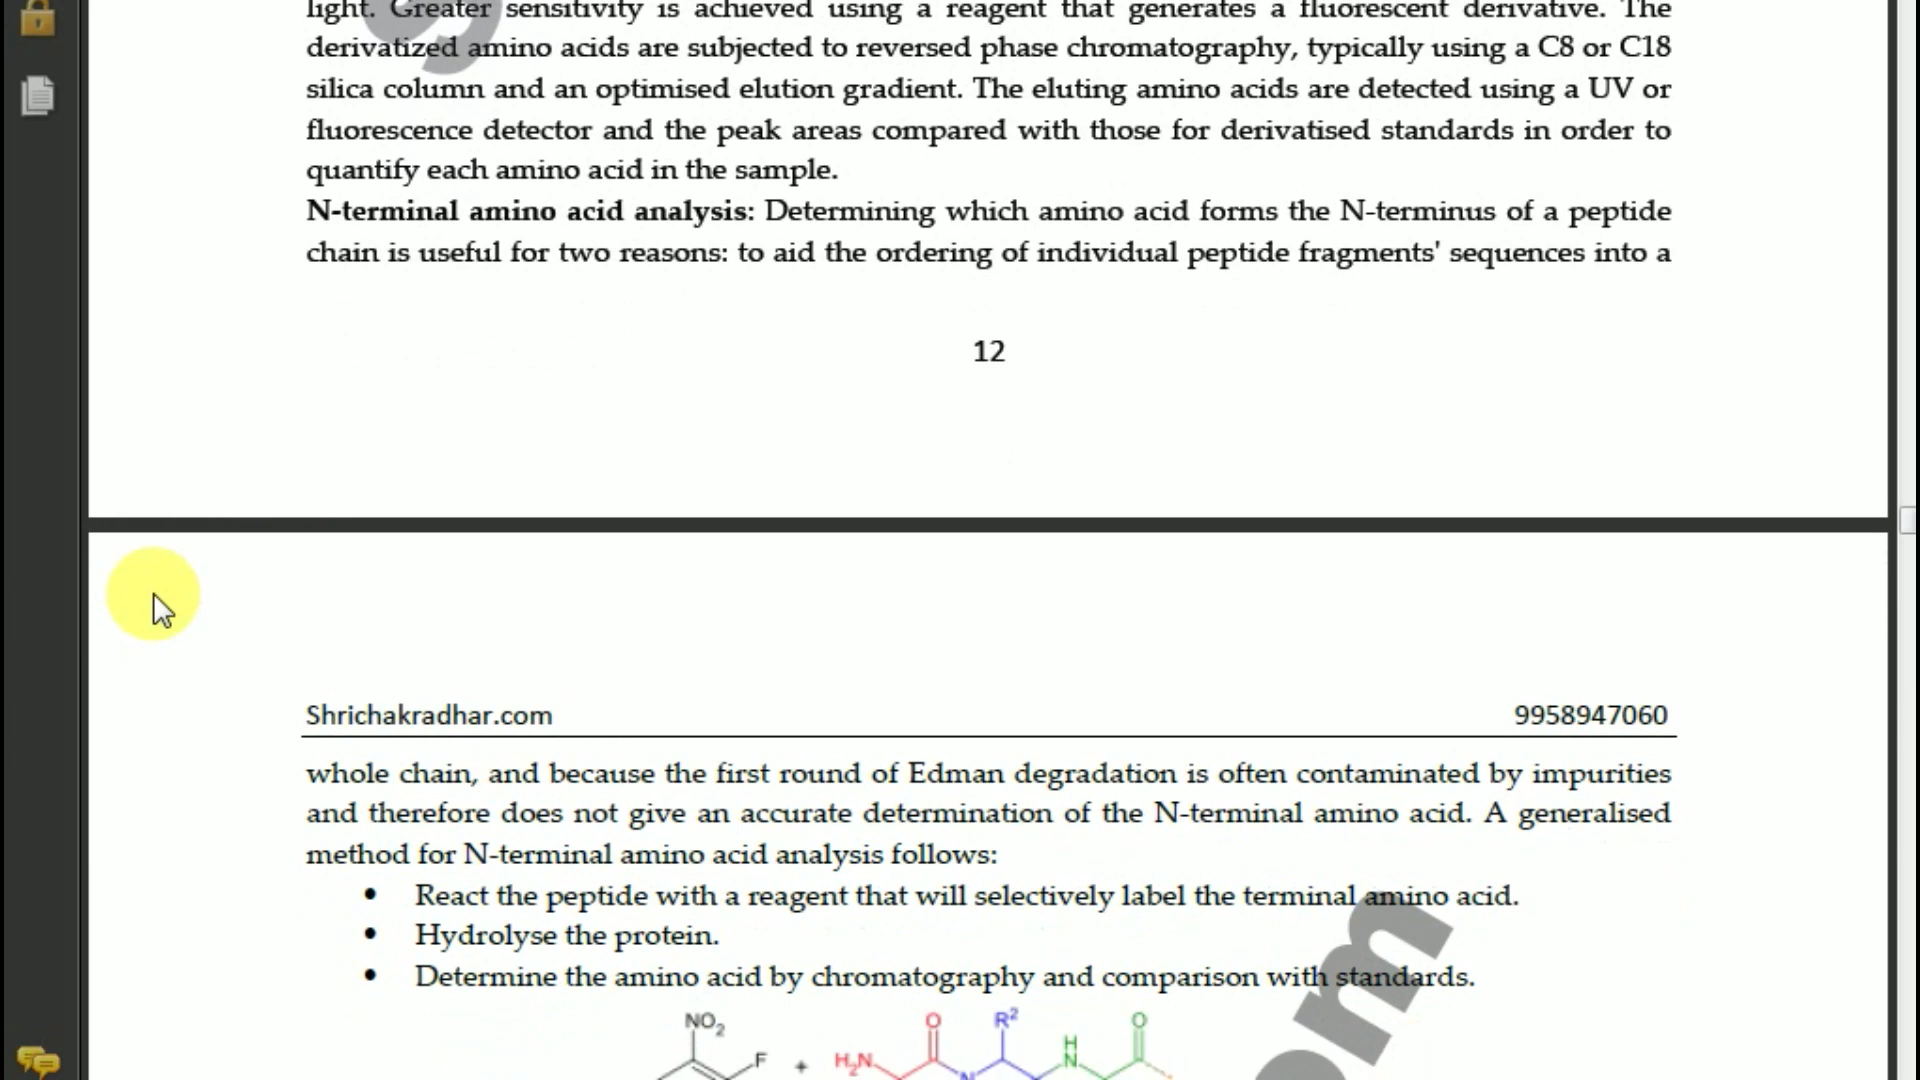 light. Greater sensitivity is achieved using a reagent that generates a fluorescent derivative. The
derivatized amino acids are subjected to reversed phase chromatography, typically using a C8 or C18
silica column and an optimised elution gradient. The eluting amino acids are detected using a UV or
fluorescence detector and the peak areas compared with those for derivatised standards in order to
quantify each amino acid in the sample.
N-terminal amino acid analysis: Determining which amino acid forms the N-terminus of a peptide
chain is useful for two reasons: to aid the ordering of individual peptide fragments' sequences into a
12
Shrichakradhar.com 9958947060
whole chain, and because the first round of Edman degradation is often contaminated by impurities
and therefore does not give an accurate determination of the N-terminal amino acid. A generalised
method for N-terminal amino acid analysis follows:
• React the peptide with a reagent that will selectively label the terminal amino acid.
• Hydrolyse the protein.
• Determine the amino acid by chromatography and comparison with standards.
NO2 O R2 O
F + H2N N H N
om